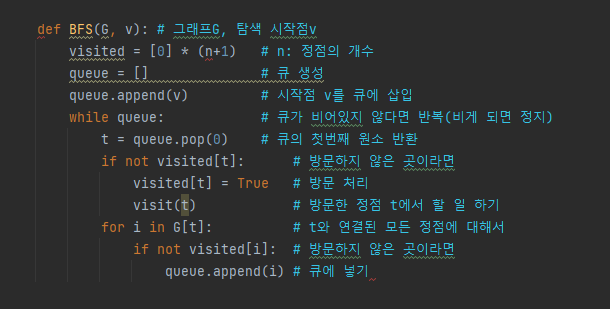 def BFS(G, v): # 그래프G, 탐색 시작점v
    visited = [0] * (n+1)   # n: 정점의 개수
    queue = []              # 큐 생성
    queue.append(v)         # 시작점 v를 큐에 삽입
    while queue:            # 큐가 비어있지 않다면 반복(비게 되면 정지)
        t = queue.pop(0)    # 큐의 첫번째 원소 반환
        if not visited[t]:      # 방문하지 않은 곳이라면
            visited[t] = True   # 방문 처리
            visit(t)            # 방문한 정점 t에서 할 일 하기
        for i in G[t]:          # t와 연결된 모든 정점에 대해서
            if not visited[i]:  # 방문하지 않은 곳이라면
                queue.append(i) # 큐에 넣기